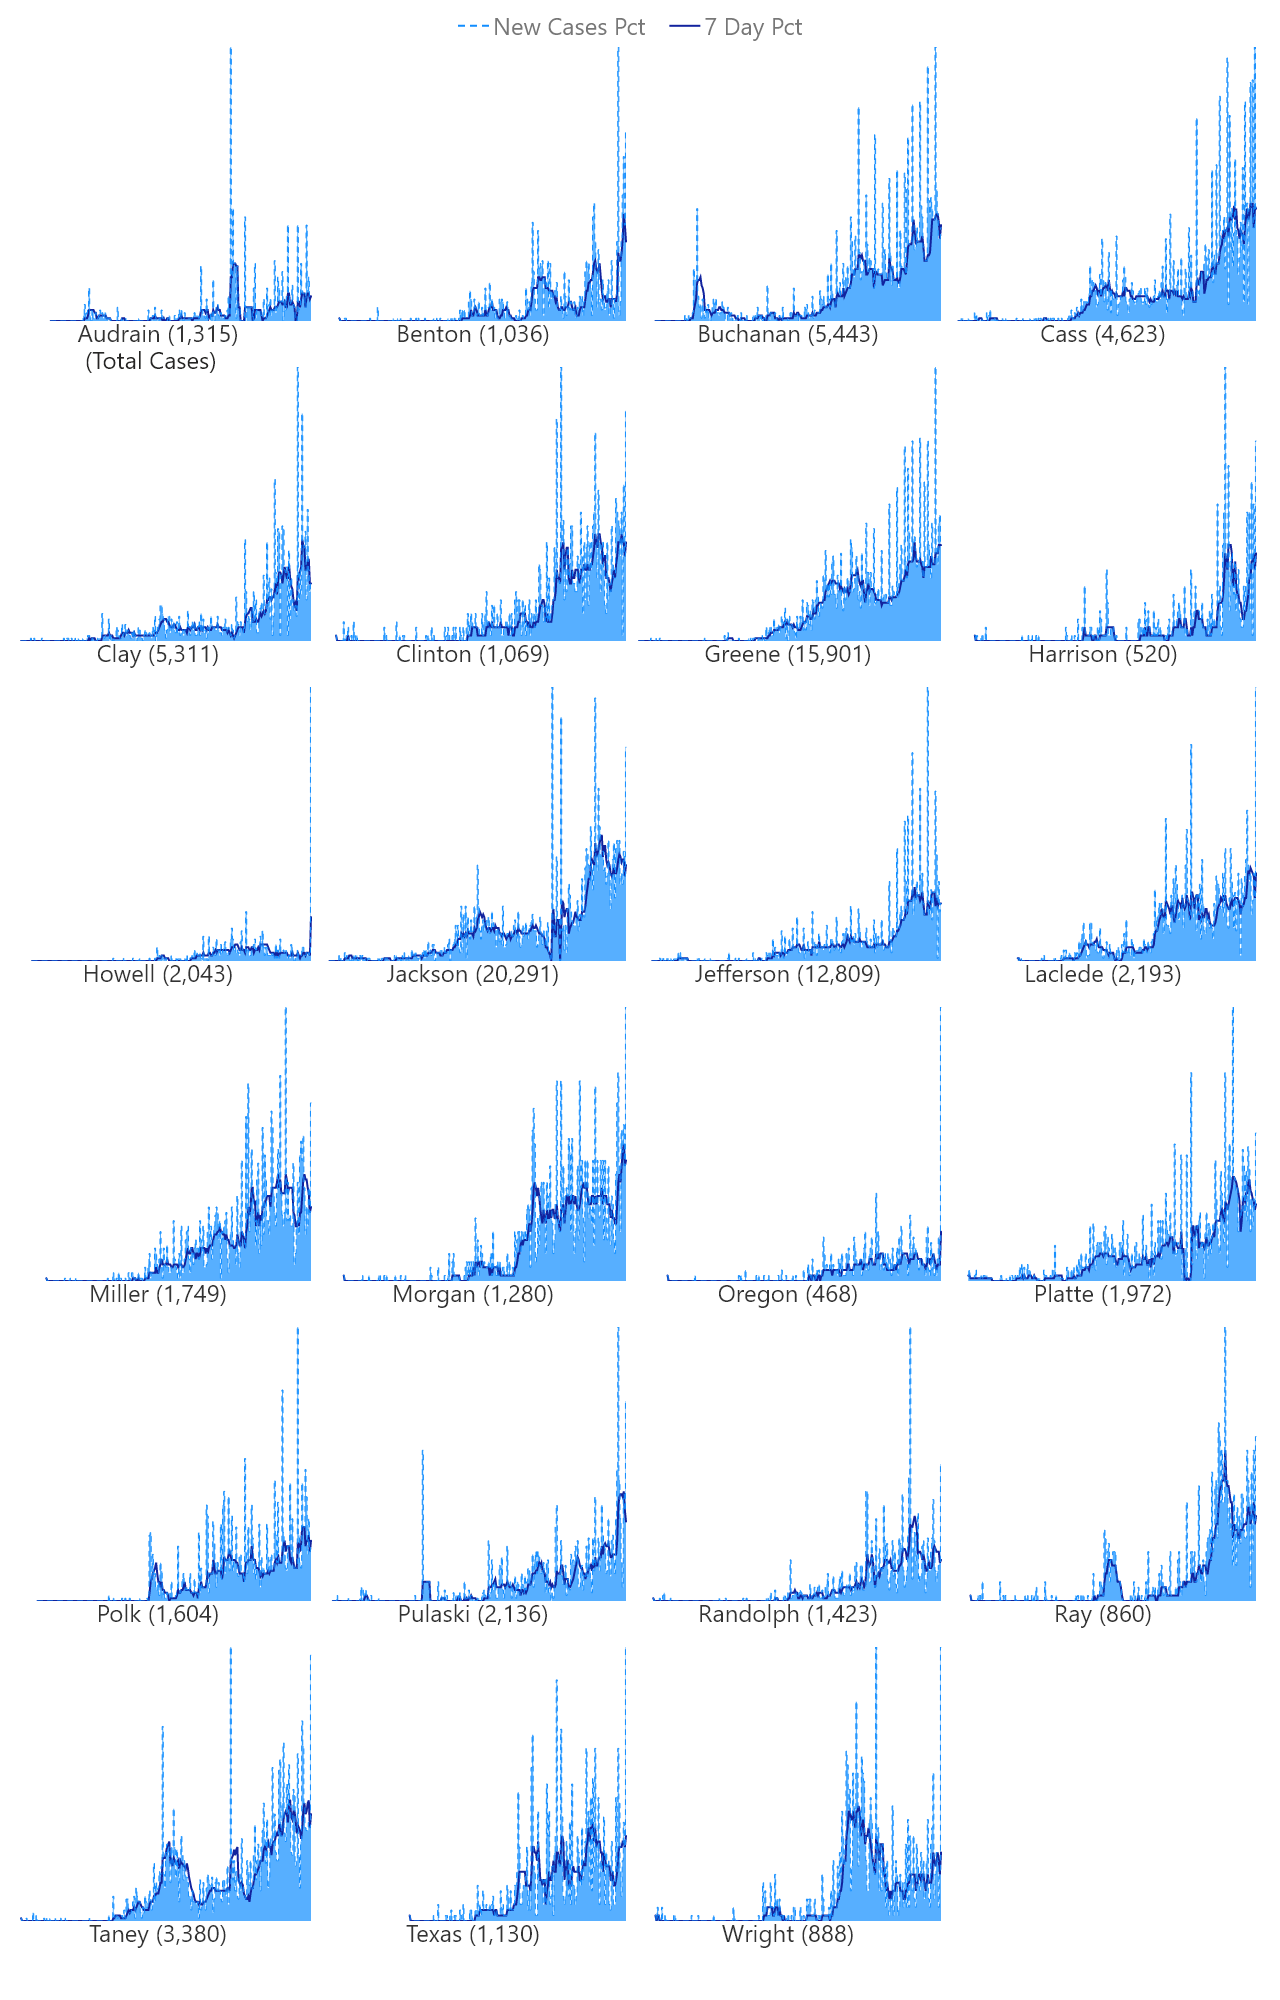 New Cases Pct 7 Day Pct
Audrain (1,315) Benton (1,036) Buchanan (5,443) Cass (4,623)
(Total Cases)
Clay (5,311) Clinton (1,069) Greene (15,901) Harrison (520)
Howell (2,043) Jackson (20,291) Jefferson (12,809) Laclede (2,193)
Miller (1,749) Morgan (1,280) Oregon (468) Platte (1,972)
Polk (1,604) Pulaski (2,136) Randolph (1,423) Ray (860)
Taney (3,380) Texas (1,130) Wright (888)